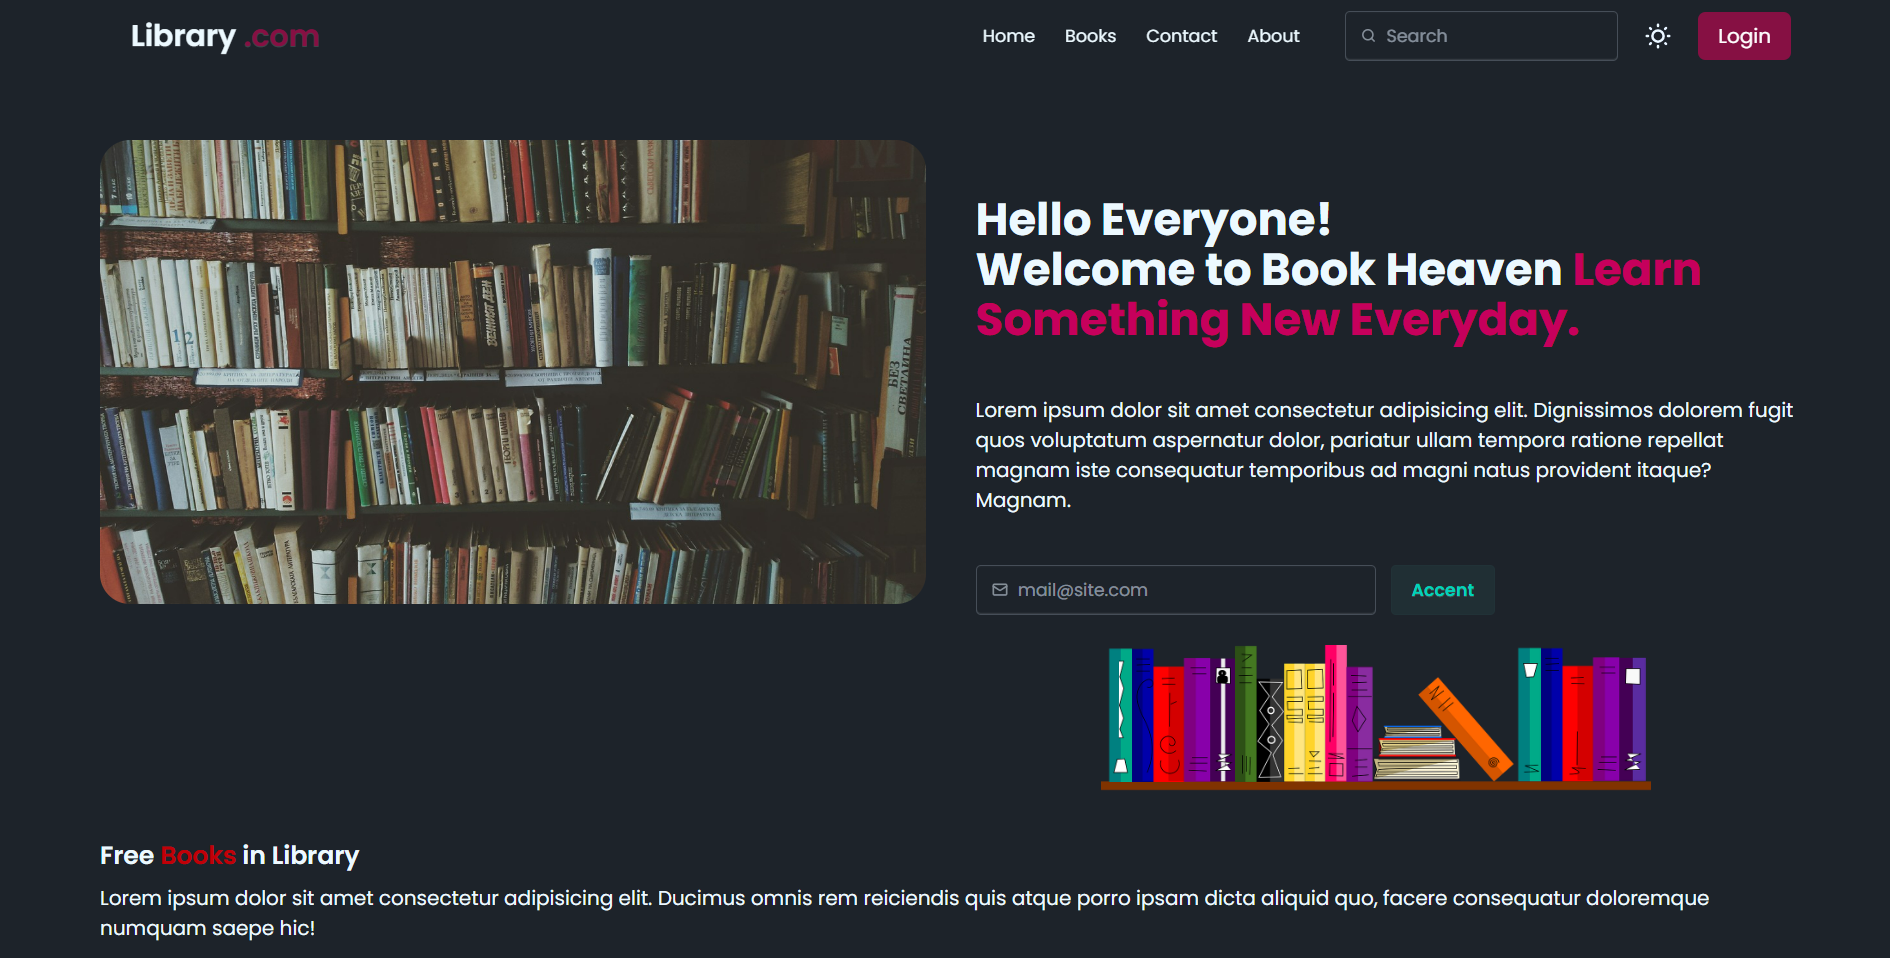 Library .com
Home Books Contact About Search Login
Hello Everyone!
Welcome to Book Heaven Learn
Something New Everyday.
Lorem ipsum dolor sit amet consectetur adipisicing elit. Dignissimos dolorem fugit
quos voluptatum aspernatur dolor, pariatur ullam tempora ratione repellat
magnam iste consequatur temporibus ad magni natus provident itaque?
Magnam.
mail@site.com Accent
БЕЗ
СВЕТЛИНА
Free Books in Library
Lorem ipsum dolor sit amet consectetur adipisicing elit. Ducimus omnis rem reiciendis quis atque porro ipsam dicta aliquid quo, facere consequatur doloremque
numquam saepe hic!